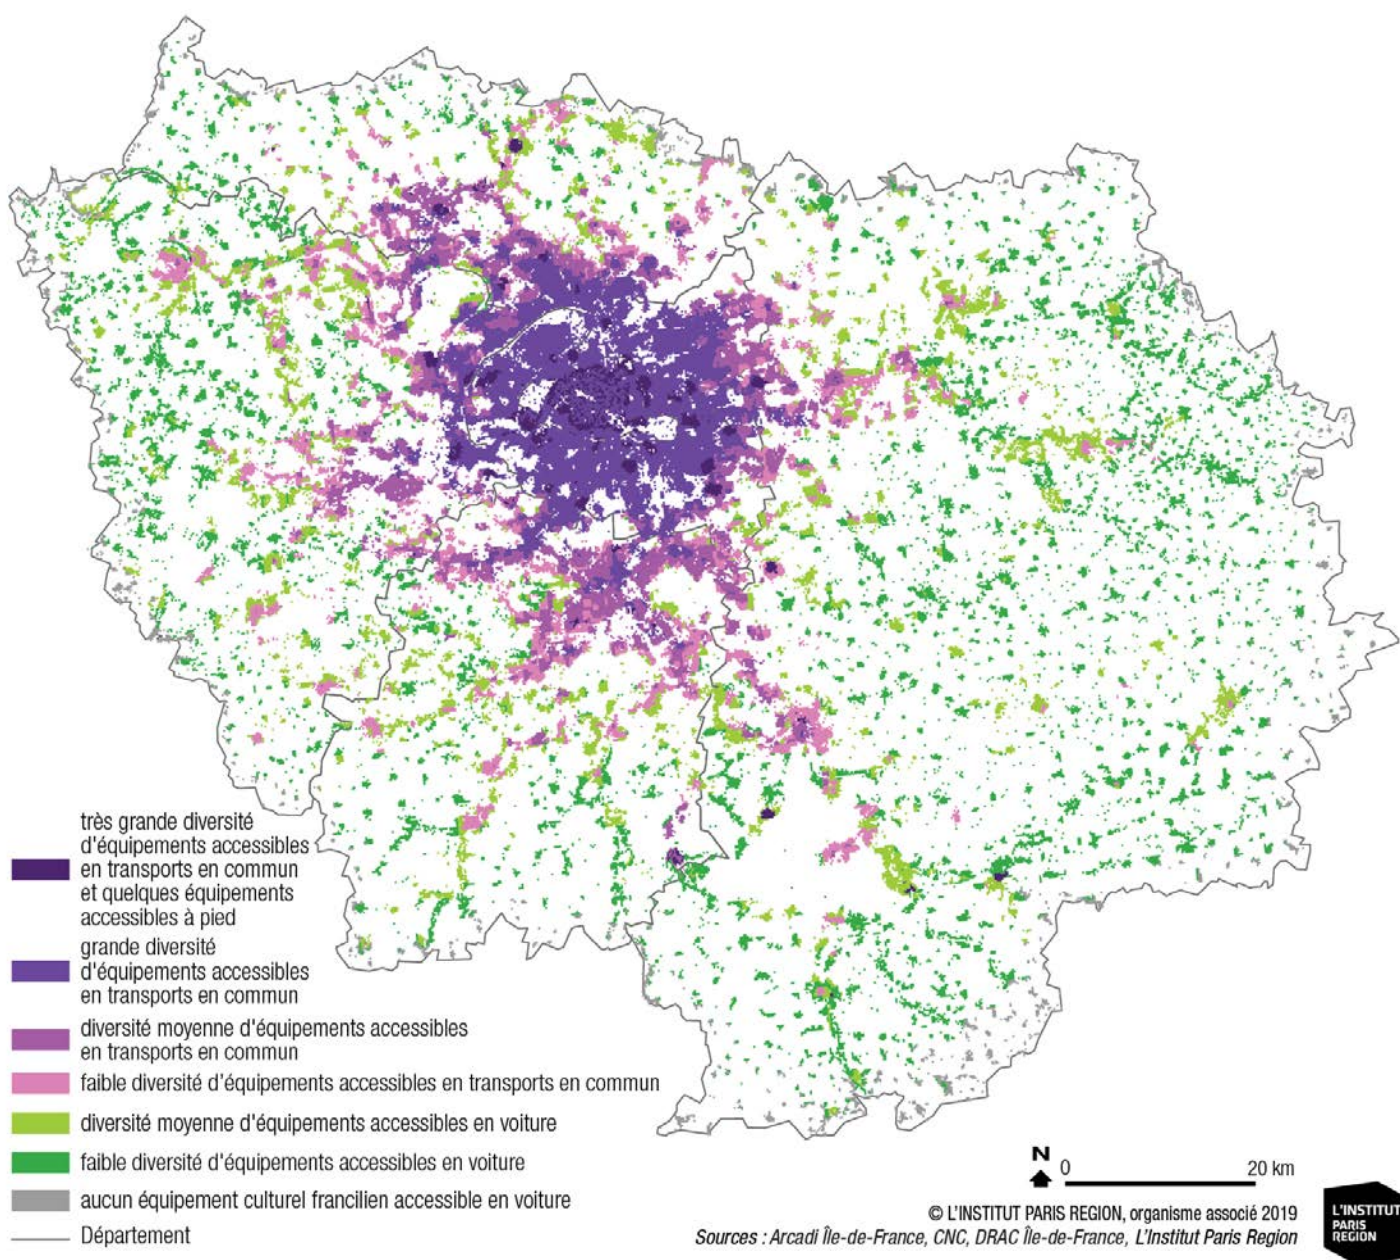 très grande diversité
d'équipements accessibles
en transports en commun
et quelques équipements
accessibles à pied
grande diversité
d'équipements accessibles
en transports en commun
diversité moyenne d'équipements accessibles
en transports en commun
faible diversité d'équipements accessibles en transports en commun
diversité moyenne d'équipements accessibles en voiture
faible diversité d'équipements accessibles en voiture
aucun équipement culturel francilien accessible en voiture
Département
N
0 20 km
© L'INSTITUT PARIS REGION, organisme associé 2019
Sources : Arcadi Île-de-France, CNC, DRAC Île-de-France, L'Institut Paris Region
L'INSTITUT
PARIS
REGION